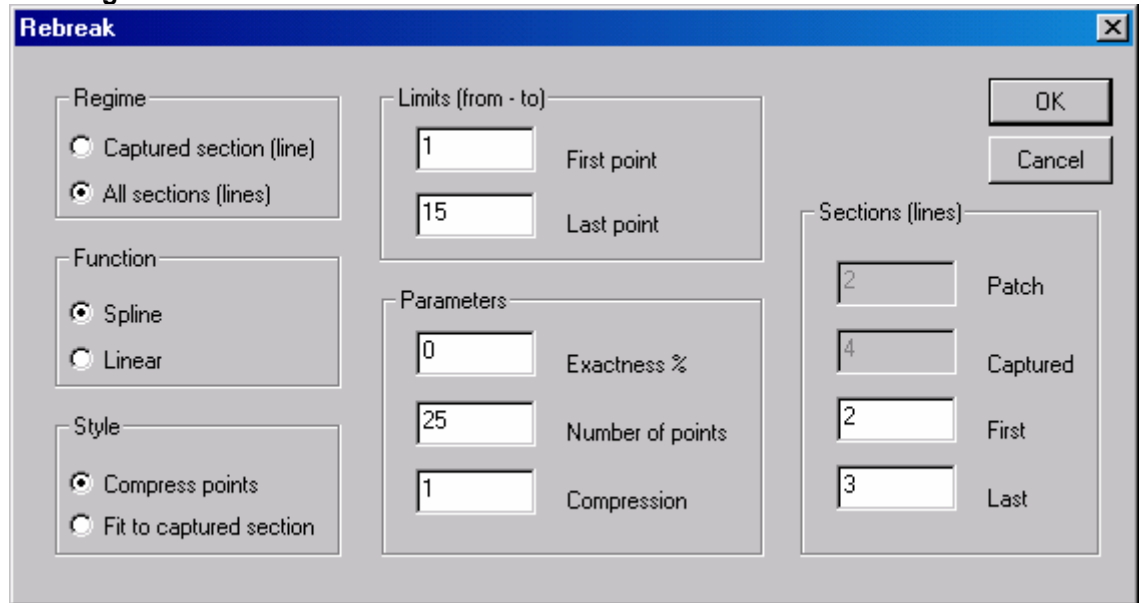 Rebreak
Regime
Captured section (line)
All sections (lines)
Function
Spline
Linear
Style
Compress points
Fit to captured section
Limits (from - to)
1 First point
15 Last point
Parameters
0 Exactness %
25 Number of points
1 Compression
OK
Cancel
Sections (lines)
2 Patch
4 Captured
2 First
3 Last